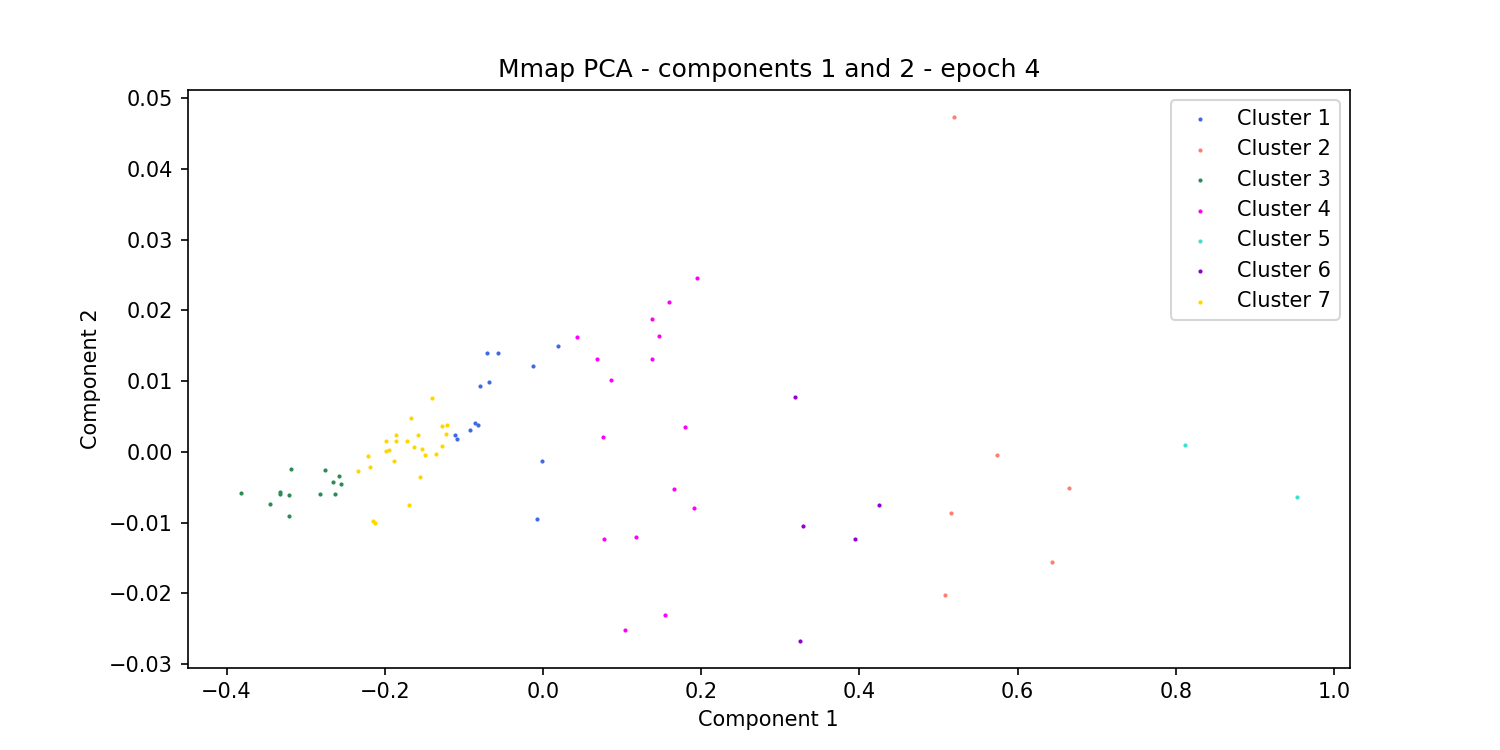 Mmap PCA - components 1 and 2 - epoch 4
0.05
0.04
0.03
0.02
0.01
0.00
−0.01
−0.02
−0.03
Component 2
Cluster 1
Cluster 2
Cluster 3
Cluster 4
Cluster 5
Cluster 6
Cluster 7
−0.4 −0.2 0.0 0.2 0.4 0.6 0.8 1.0
Component 1